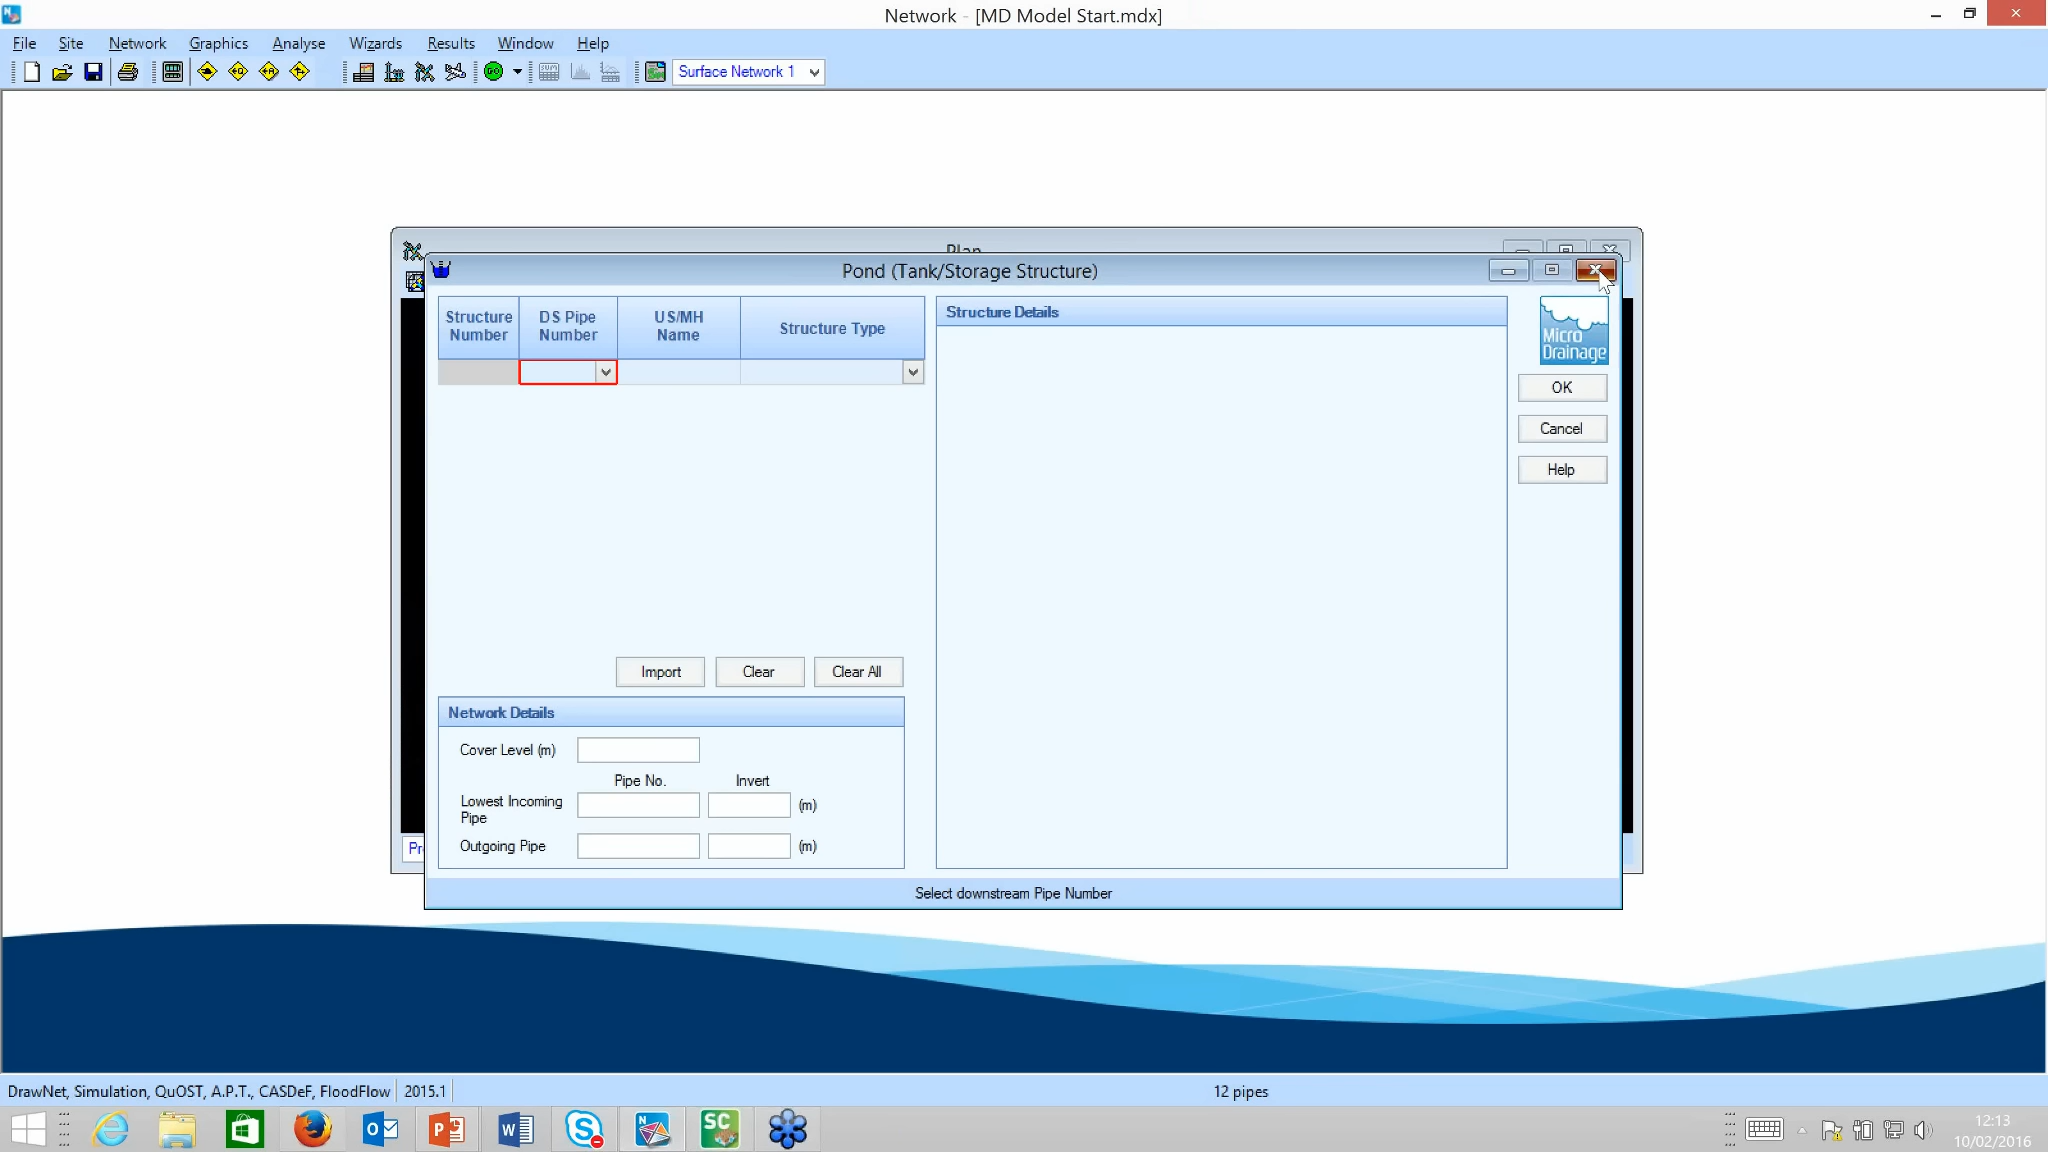 Network - [MD Model Start.mdx]
File Site Network Graphics Analyse Wizards Results Window Help
Surface Network 1
Plan
Pond (Tank/Storage Structure)
Structure Number
DS Pipe Number
US/MH Name
Structure Type
Structure Details
Micro Drainage
OK
Cancel
Help
Import
Clear
Clear All
Network Details
Cover Level (m)
Pipe No.
Invert
Lowest Incoming Pipe
(m)
Outgoing Pipe
(m)
Select downstream Pipe Number
DrawNet, Simulation, QuOST, A.P.T., CASDeF, FloodFlow
2015.1
12 pipes
SC
12:13
10/02/2016